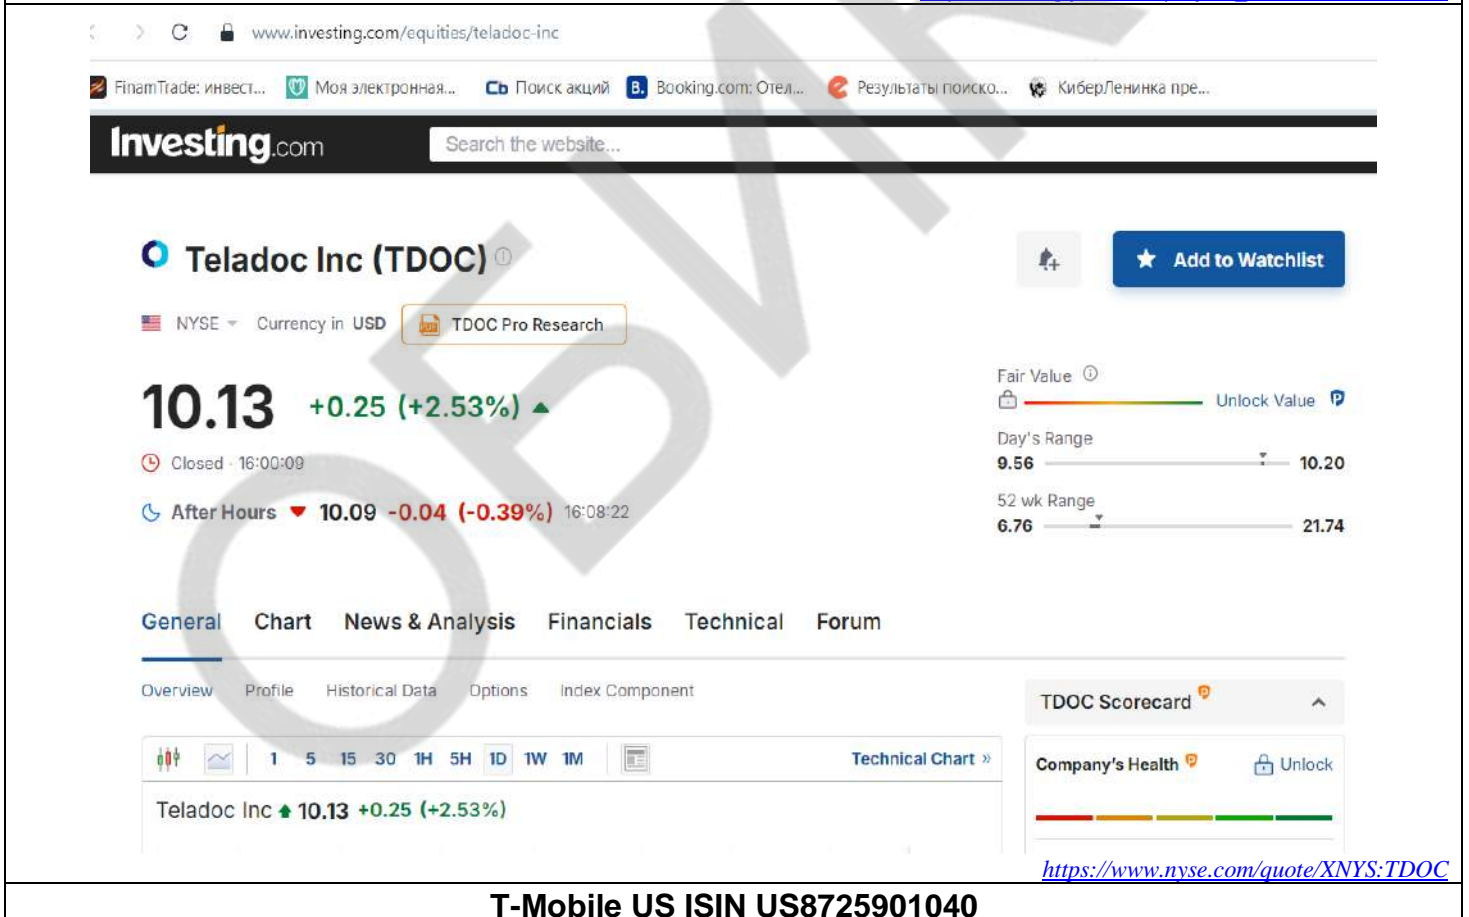 www.investing.com/equities/teladoc-inc
FinamTrade: инвест... Моя электронная... Сb Поиск акций B. Booking.com: Отел... Результаты поиско... КиберЛенинка пре...
Investing.com Search the website...
Teladoc Inc (TDOC)
Add to Watchlist
NYSE Currency in USD TDOC Pro Research
10.13 +0.25 (+2.53%)
Closed · 16:00:09
After Hours 10.09 -0.04 (-0.39%) 16:08:22
Fair Value
Unlock Value
Day's Range
9.56 10.20
52 wk Range
6.76 21.74
General Chart News & Analysis Financials Technical Forum
Overview Profile Historical Data Options Index Component
TDOC Scorecard
1 5 15 30 1H 5H 1D 1W 1M Technical Chart »
Company's Health Unlock
Teladoc Inc 10.13 +0.25 (+2.53%)
https://www.nyse.com/quote/XNYS:TDOC
T-Mobile US ISIN US8725901040